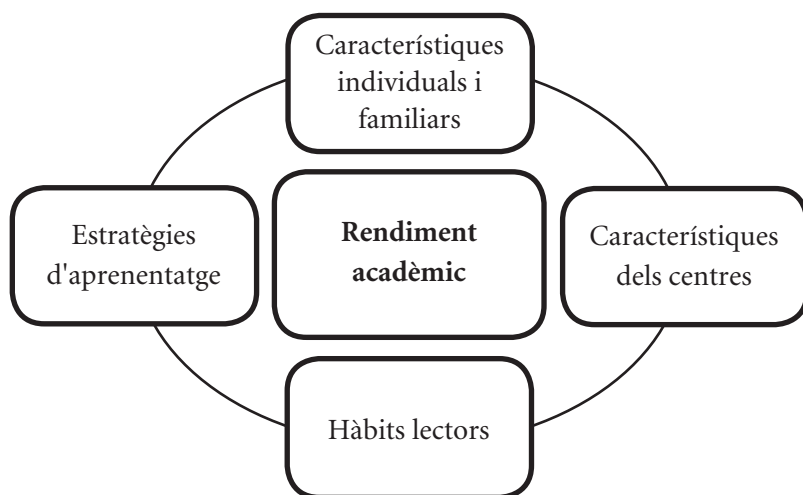 Característiques
individuals i
familiars
Estratègies
d'aprenentatge
Rendiment
acadèmic
Característiques
dels centres
Hàbits lectors